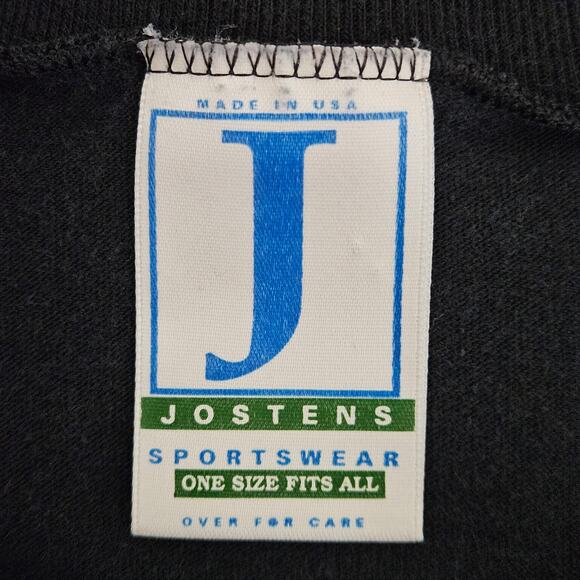 MADE IN USA
J
JOSTENS
SPORTSWEAR
ONE SIZE FITS ALL
OVER FOR CARE